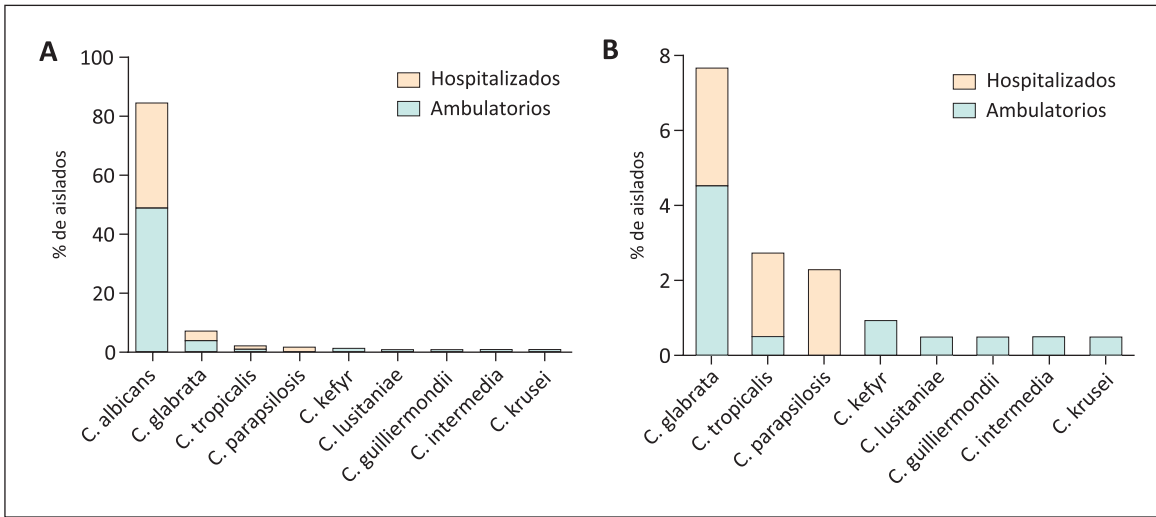 A
% de aislados
100
80
60
40
20
0
Hospitalizados
Ambulatorios
C. albicans
C. glabrata
C. tropicalis
C. parapsilosis
C. kefyr
C. lusitaniae
C. guilliermondii
C. intermedia
C. krusei
B
% de aislados
8
6
4
2
0
Hospitalizados
Ambulatorios
C. glabrata
C. tropicalis
C. parapsilosis
C. kefyr
C. lusitaniae
C. guilliermondii
C. intermedia
C. krusei